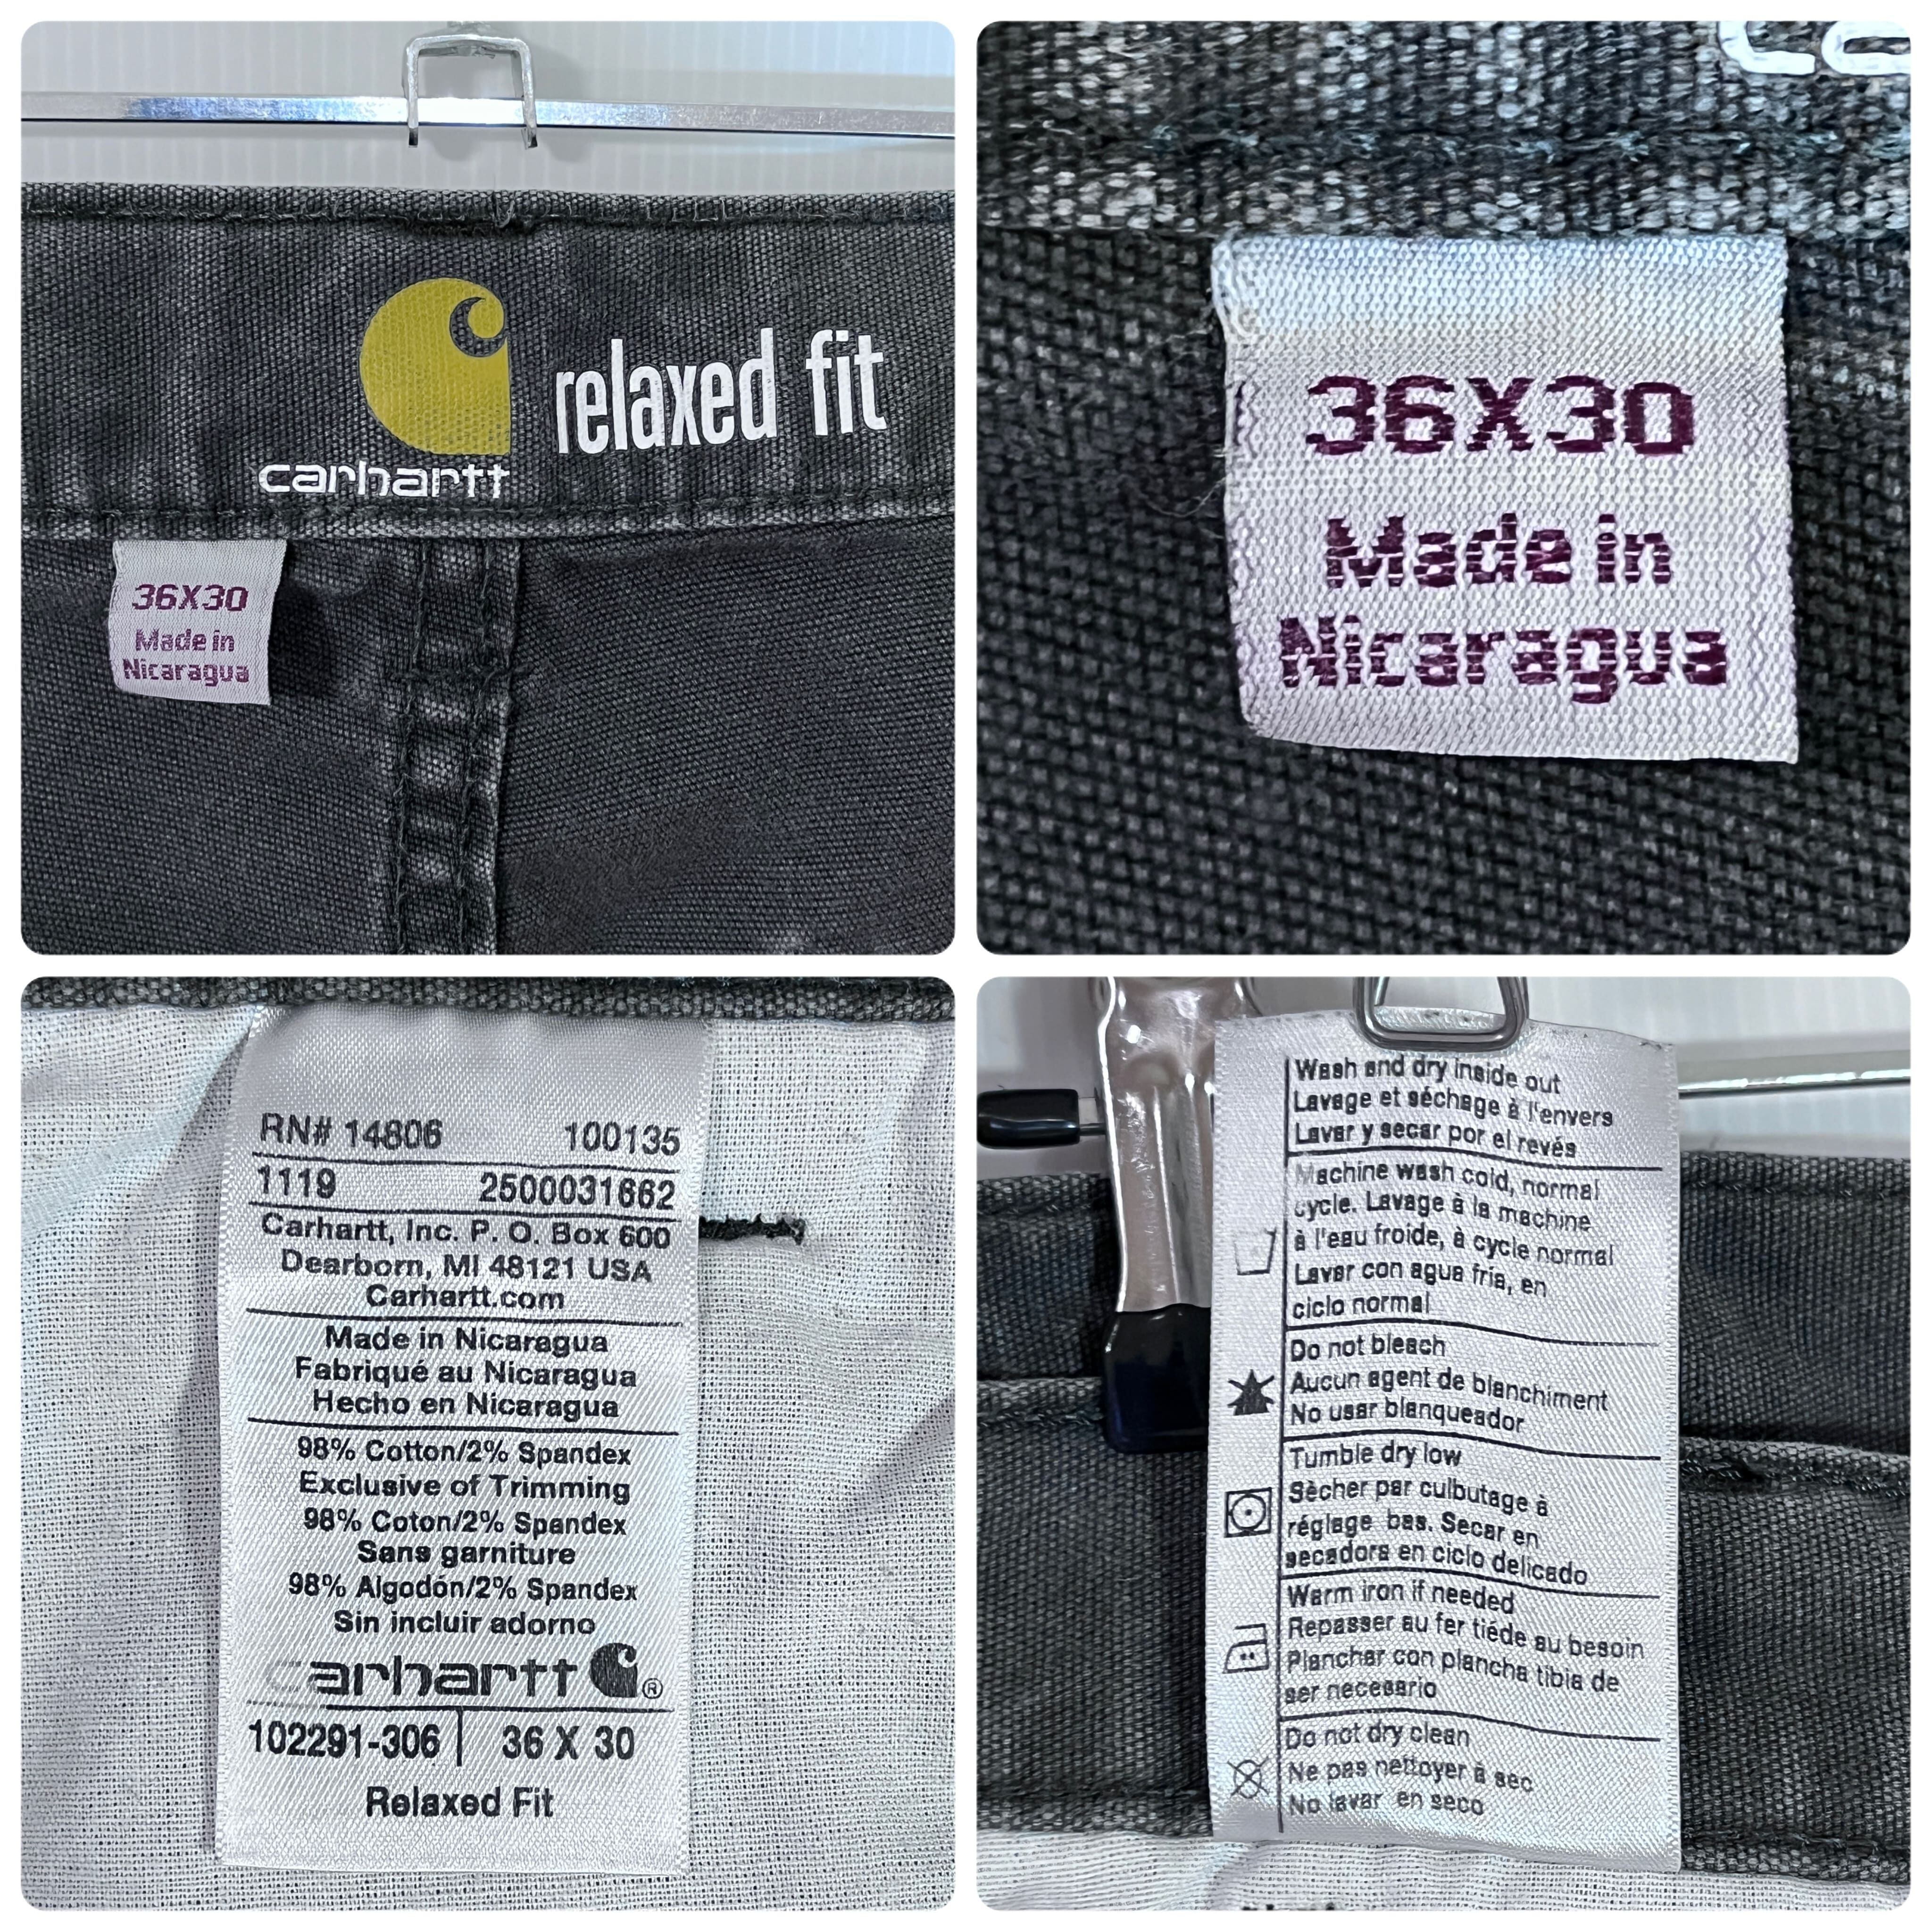 carhartt
relaxed fit
36X30
Made in
Nicaragua
36X30
Made in
Nicaragua
RN# 14806 100135
1119 2500031662
Carhartt, Inc. P. O. Box 600
Dearborn, MI 48121 USA
Carhartt.com
Made in Nicaragua
Fabriqué au Nicaragua
Hecho en Nicaragua
98% Cotton/2% Spandex
Exclusive of Trimming
98% Coton/2% Spandex
Sans garniture
98% Algodón/2% Spandex
Sin incluir adorno
carhartt ®
102291-306 36 X 30
Relaxed Fit
Wash and dry inside out
Lavage et séchage à l'envers
Lavar y secar por el revés
Machine wash cold, normal
cycle. Lavage à la machine
à l'eau froide, à cycle normal
Lavar con agua fria, en
ciclo normal
Do not bleach
Aucun agent de blanchiment
No usar blanqueador
Tumble dry low
Sècher par culbutage à
réglage bas. Secar en
secadora en ciclo delicado
Warm iron if needed
Repasser au fer tiéde au besoin
Planchar con plancha tibia de
ser necesario
Do not dry clean
Ne pas nettoyer à sec
No lavar en seco